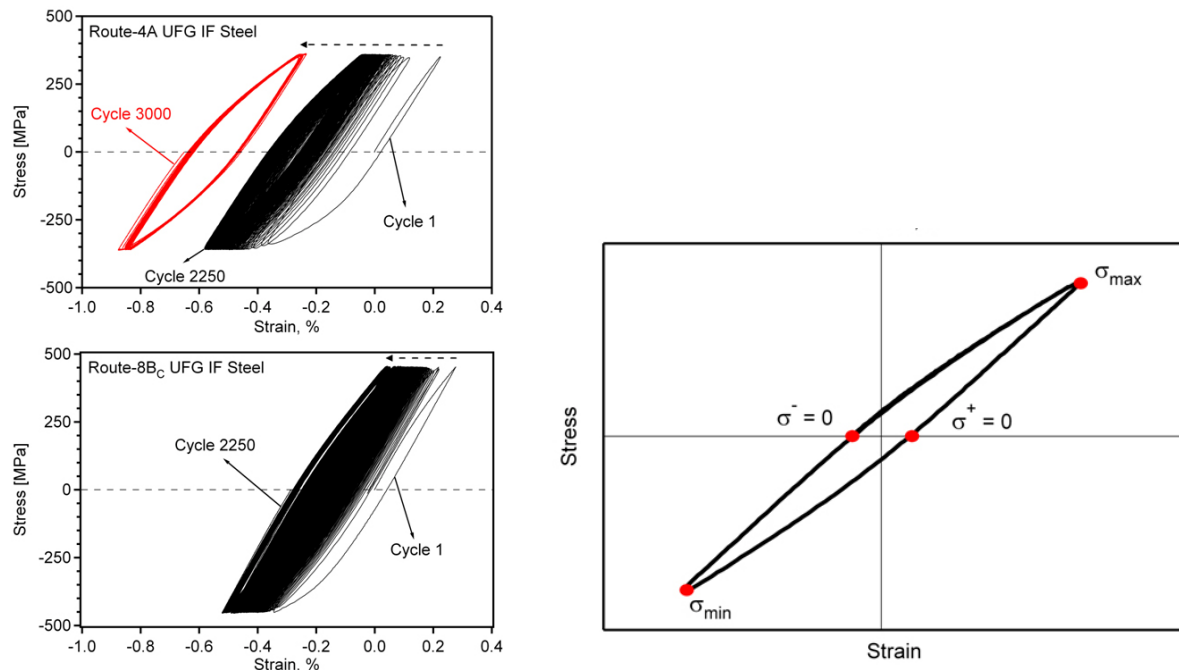 500
Route-4A UFG IF Steel
250
Cycle 3000
0
Stress [MPa]
Cycle 1
-250
Cycle 2250
-500
-1.0 -0.8 -0.6 -0.4 -0.2 0.0 0.2 0.4
Strain, %
500
Route-8B_C UFG IF Steel
250
Cycle 2250
0
Stress [MPa]
Cycle 1
-250
-500
-1.0 -0.8 -0.6 -0.4 -0.2 0.0 0.2 0.4
Strain, %
σmax
σ⁻ = 0
σ⁺ = 0
Stress
σmin
Strain